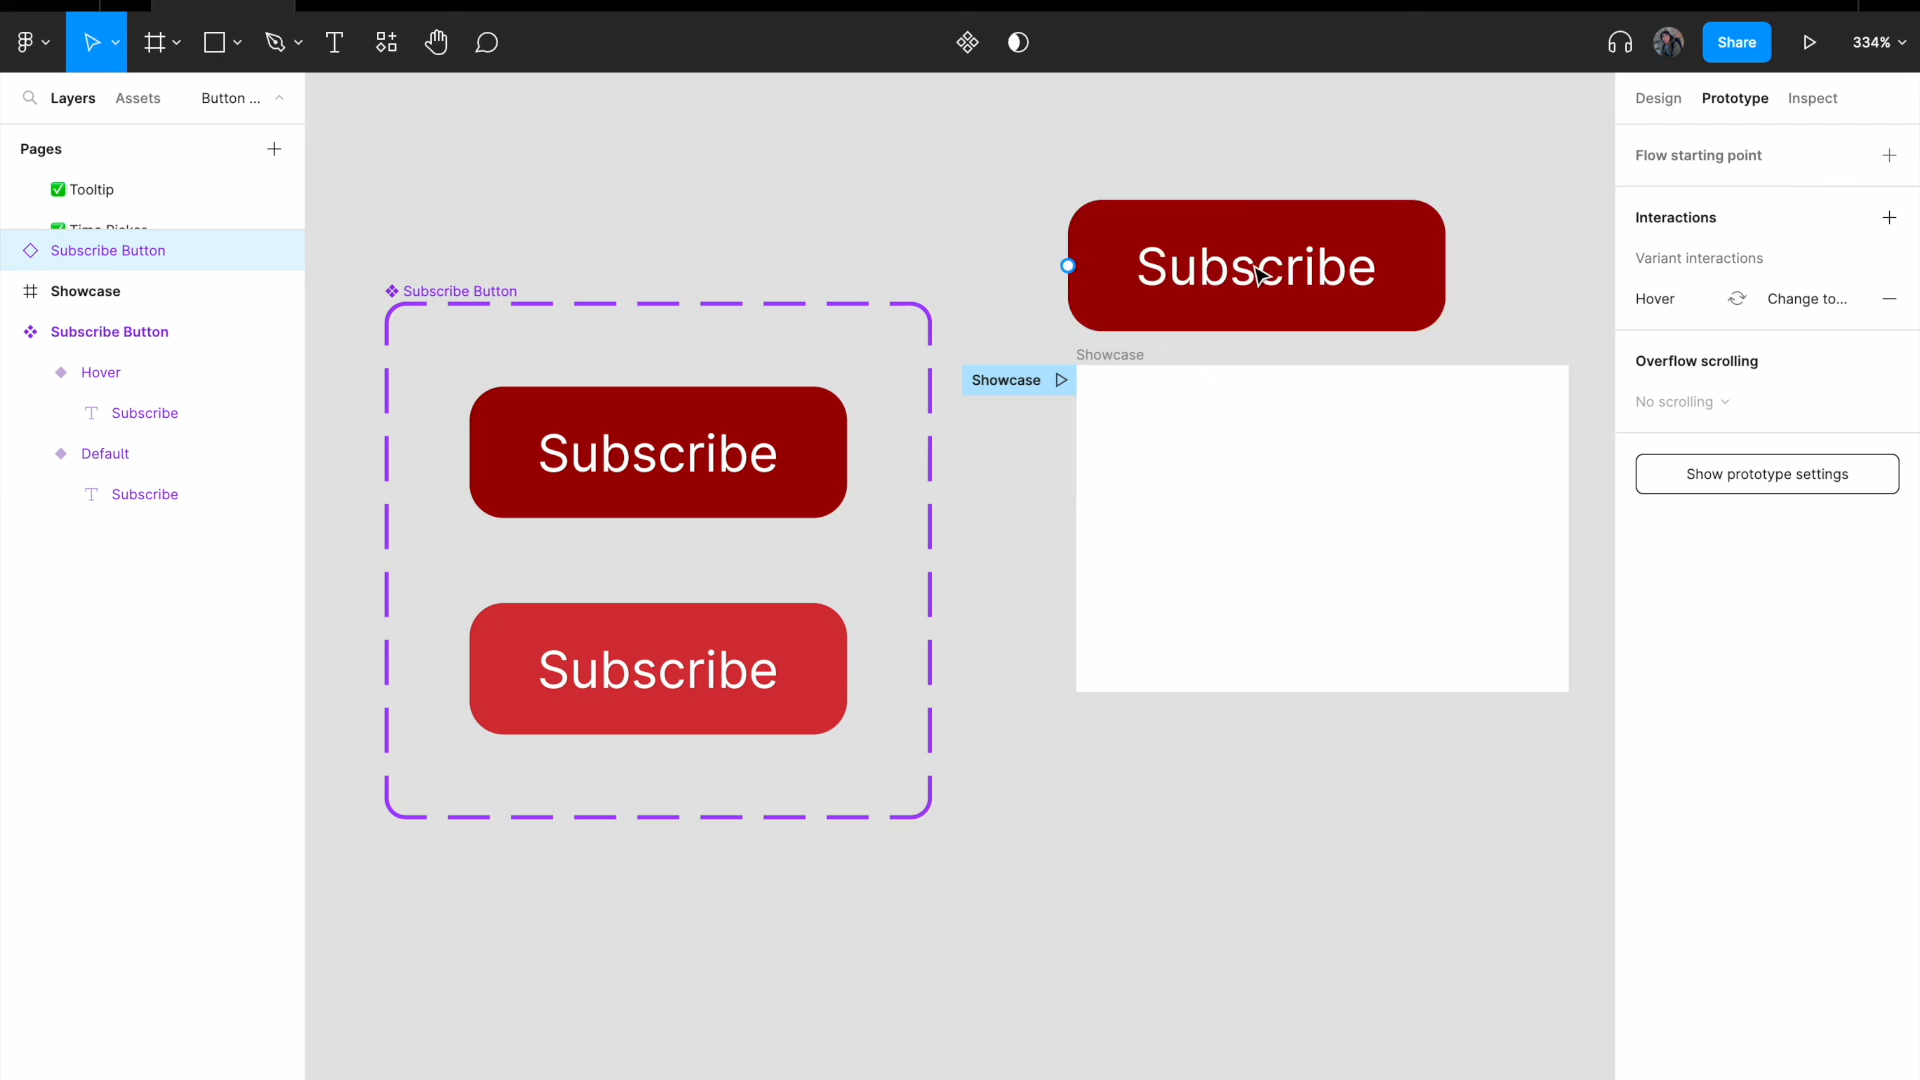 Share
334%
Layers
Assets
Button ...
Design
Prototype
Inspect
Pages
Tooltip
Time Picker
Subscribe Button
Showcase
Subscribe Button
Hover
Subscribe
Default
Subscribe
Subscribe Button
Subscribe
Subscribe
Subscribe
Showcase
Showcase
Flow starting point
Interactions
Variant interactions
Hover
Change to...
Overflow scrolling
No scrolling
Show prototype settings